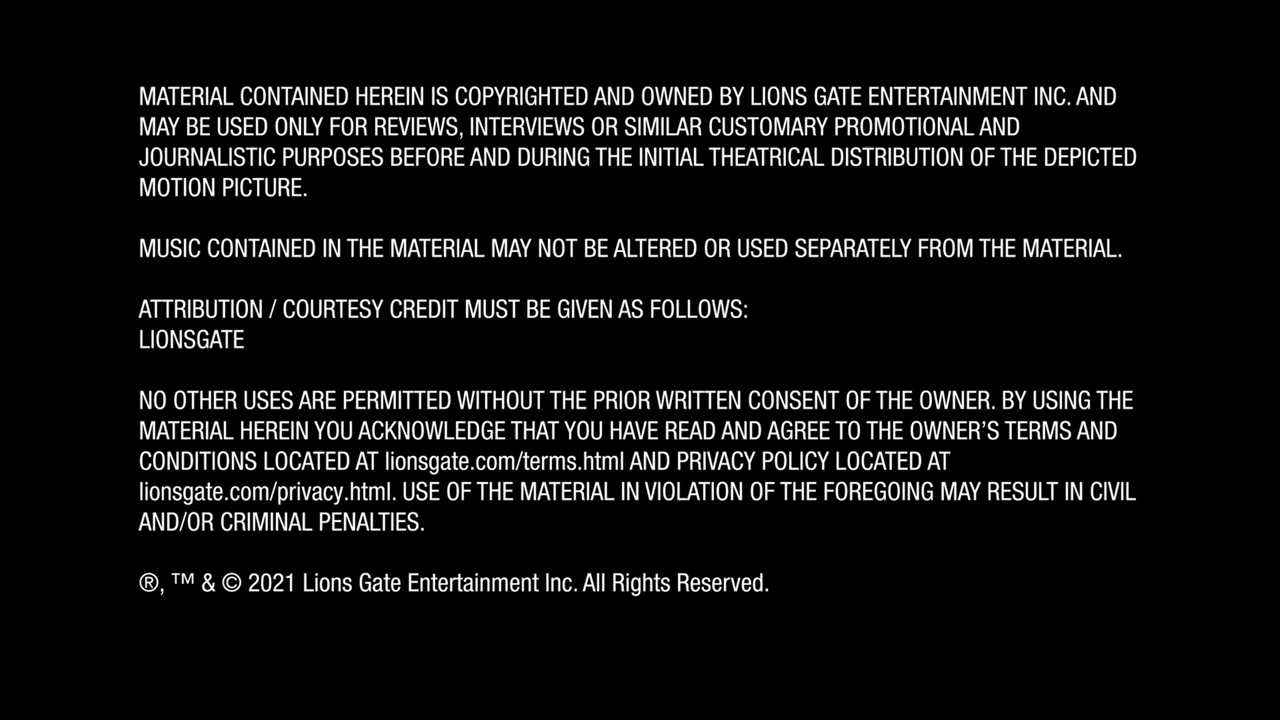 MATERIAL CONTAINED HEREIN IS COPYRIGHTED AND OWNED BY LIONS GATE ENTERTAINMENT INC. AND
MAY BE USED ONLY FOR REVIEWS, INTERVIEWS OR SIMILAR CUSTOMARY PROMOTIONAL AND
JOURNALISTIC PURPOSES BEFORE AND DURING THE INITIAL THEATRICAL DISTRIBUTION OF THE DEPICTED
MOTION PICTURE.
MUSIC CONTAINED IN THE MATERIAL MAY NOT BE ALTERED OR USED SEPARATELY FROM THE MATERIAL.
ATTRIBUTION / COURTESY CREDIT MUST BE GIVEN AS FOLLOWS:
LIONSGATE
NO OTHER USES ARE PERMITTED WITHOUT THE PRIOR WRITTEN CONSENT OF THE OWNER. BY USING THE
MATERIAL HEREIN YOU ACKNOWLEDGE THAT YOU HAVE READ AND AGREE TO THE OWNER’S TERMS AND
CONDITIONS LOCATED AT lionsgate.com/terms.html AND PRIVACY POLICY LOCATED AT
lionsgate.com/privacy.html. USE OF THE MATERIAL IN VIOLATION OF THE FOREGOING MAY RESULT IN CIVIL
AND/OR CRIMINAL PENALTIES.
®, ™ & © 2021 Lions Gate Entertainment Inc. All Rights Reserved.